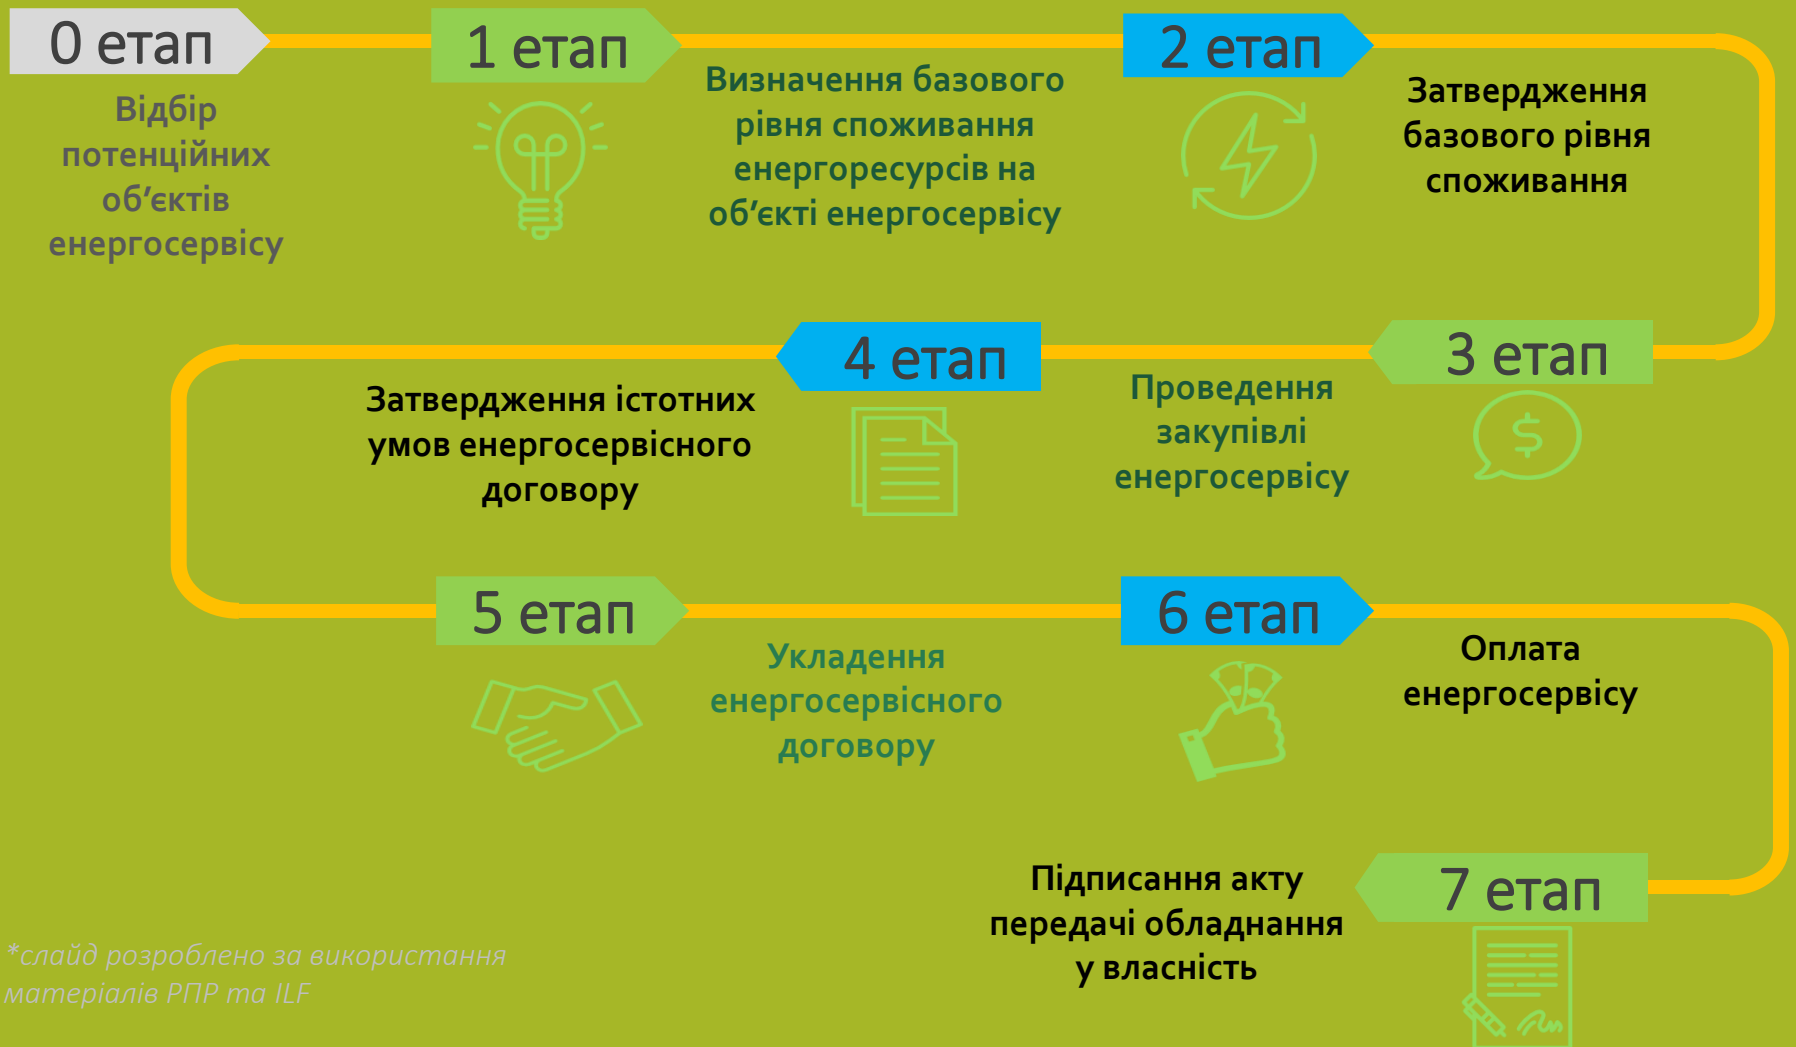 0 етап
Відбір
потенційних
об’єктів
енергосервісу
1 етап
Визначення базового
рівня споживання
енергоресурсів на
об’єкті енергосервісу
2 етап
Затвердження
базового рівня
споживання
3 етап
Проведення
закупівлі
енергосервісу
$
4 етап
Затвердження істотних
умов енергосервісного
договору
5 етап
Укладення
енергосервісного
договору
6 етап
Оплата
енергосервісу
7 етап
Підписання акту
передачі обладнання
у власність
*слайд розроблено за використання
матеріалів РПР та ILF